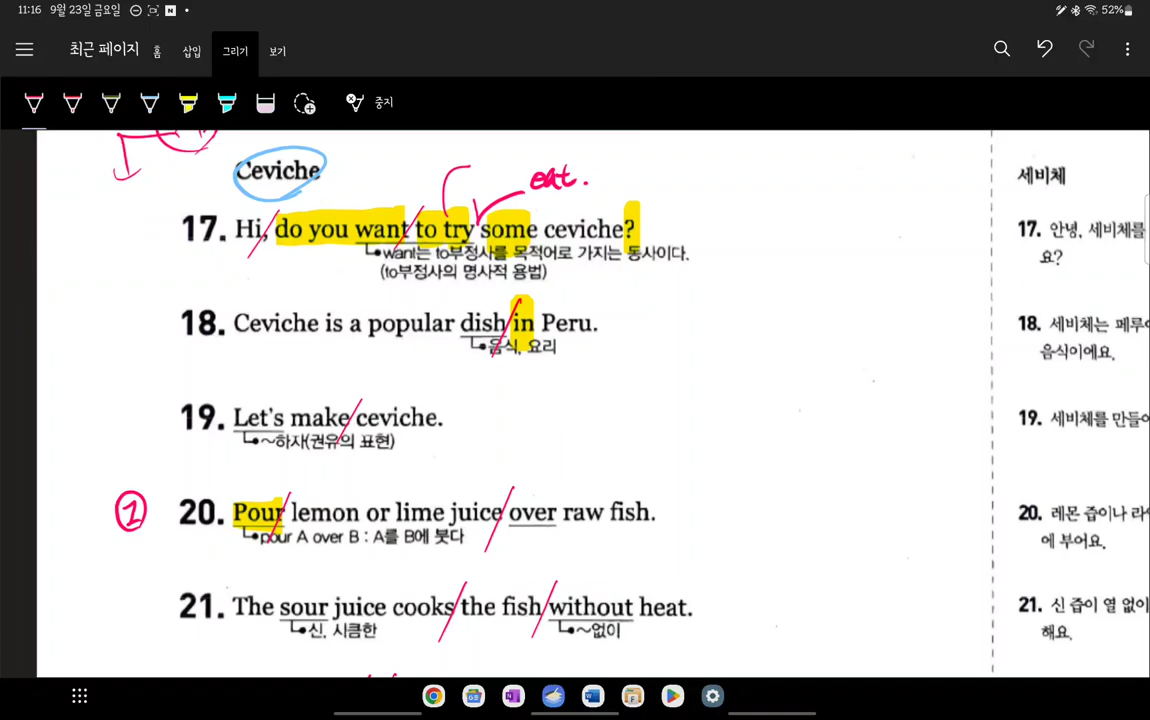 11:16 9월 23일 금요일 N 52%
최근 페이지 홈 삽입 그리기 보기
중지
Ceviche
eat.
17. Hi, do you want to try some ceviche?
want는 to부정사를 목적어로 가지는 동사이다.
(to부정사의 명사적 용법)
18. Ceviche is a popular dish in Peru.
음식, 요리
19. Let's make ceviche.
~하자(권유의 표현)
① 20. Pour lemon or lime juice over raw fish.
pour A over B : A를 B에 붓다
21. The sour juice cooks the fish without heat.
신, 시큼한
~없이
세비체
17. 안녕, 세비체를
요?
18. 세비체는 페루
음식이에요.
19. 세비체를 만들
20. 레몬 즙이나 라
에 부어요.
21. 신 즙이 열 없이
해요.